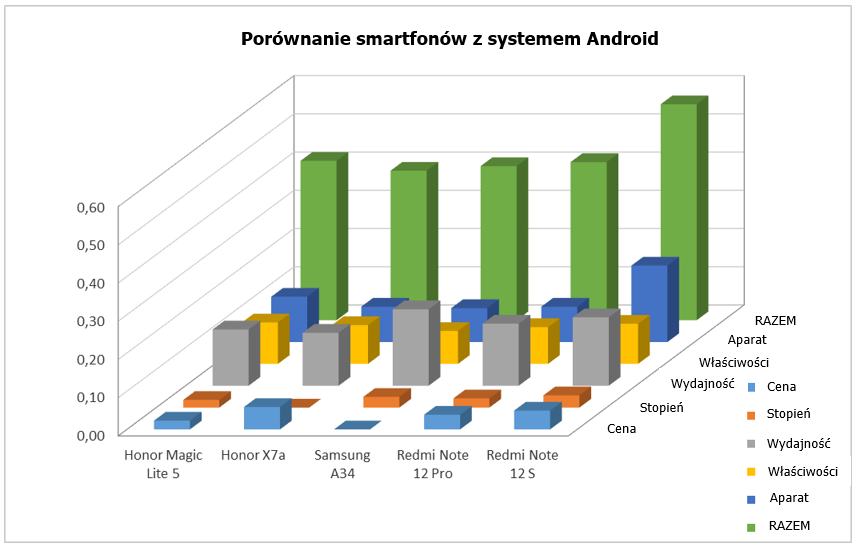 Porównanie smartfonów z systemem Android
0,60
0,50
0,40
0,30
0,20
0,10
0,00
Honor Magic
Lite 5
Honor X7a
Samsung
A34
Redmi Note
12 Pro
Redmi Note
12 S
RAZEM
Aparat
Właściwości
Wydajność
Stopień
Cena
Cena
Stopień
Wydajność
Właściwości
Aparat
RAZEM